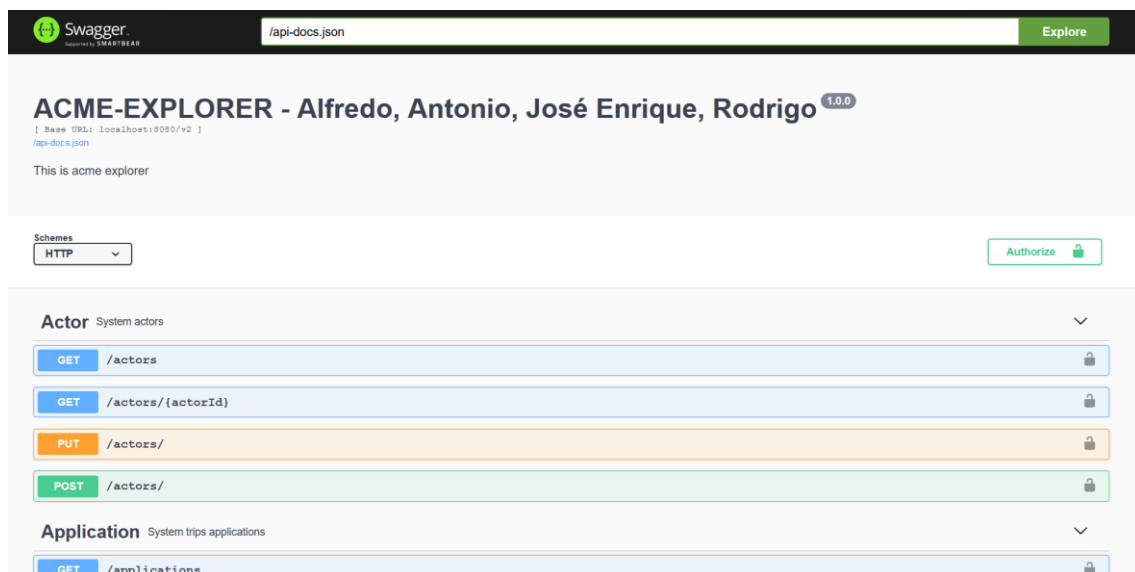 Swagger.
Supported by SMARTBEAR
/api-docs.json
Explore
ACME-EXPLORER - Alfredo, Antonio, José Enrique, Rodrigo 1.0.0
[ Base URL: localhost:8080/v2 ]
/api-docs.json
This is acme explorer
Schemes
HTTP
Authorize
Actor System actors
GET /actors
GET /actors/{actorId}
PUT /actors/
POST /actors/
Application System trips applications
GET /applications